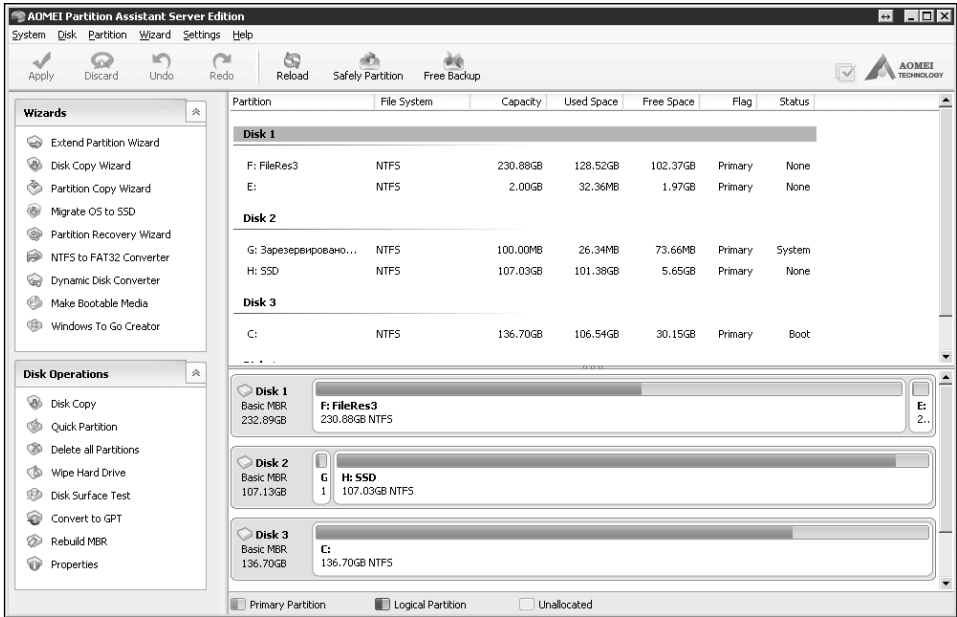 AOMEI Partition Assistant Server Edition
System Disk Partition Wizard Settings Help
Apply Discard Undo Redo Reload Safely Partition Free Backup
AOMEI
TECHNOLOGY
Wizards
Extend Partition Wizard
Disk Copy Wizard
Partition Copy Wizard
Migrate OS to SSD
Partition Recovery Wizard
NTFS to FAT32 Converter
Dynamic Disk Converter
Make Bootable Media
Windows To Go Creator
Disk Operations
Disk Copy
Quick Partition
Delete all Partitions
Wipe Hard Drive
Disk Surface Test
Convert to GPT
Rebuild MBR
Properties
Partition File System Capacity Used Space Free Space Flag Status
Disk 1
F: FileRes3 NTFS 230.88GB 128.52GB 102.37GB Primary None
E: NTFS 2.00GB 32.36MB 1.97GB Primary None
Disk 2
G: Зарезервировано... NTFS 100.00MB 26.34MB 73.66MB Primary System
H: SSD NTFS 107.03GB 101.38GB 5.65GB Primary None
Disk 3
C: NTFS 136.70GB 106.54GB 30.15GB Primary Boot
Disk 1
Basic MBR
232.89GB
F: FileRes3
230.88GB NTFS
E:
2..
Disk 2
Basic MBR
107.13GB
G
1
H: SSD
107.03GB NTFS
Disk 3
Basic MBR
136.70GB
C:
136.70GB NTFS
Primary Partition Logical Partition Unallocated